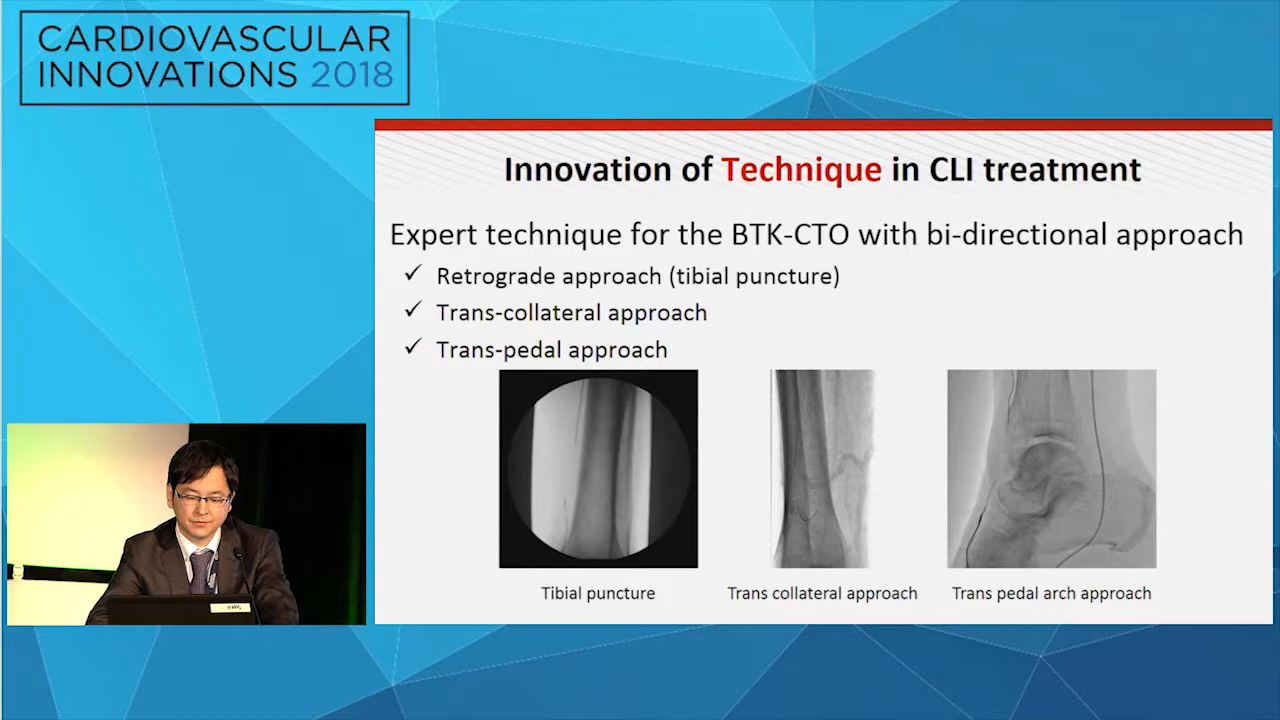 CARDIOVASCULAR
INNOVATIONS 2018
Innovation of Technique in CLI treatment
Expert technique for the BTK-CTO with bi-directional approach
✓ Retrograde approach (tibial puncture)
✓ Trans-collateral approach
✓ Trans-pedal approach
Tibial puncture
Trans collateral approach
Trans pedal arch approach